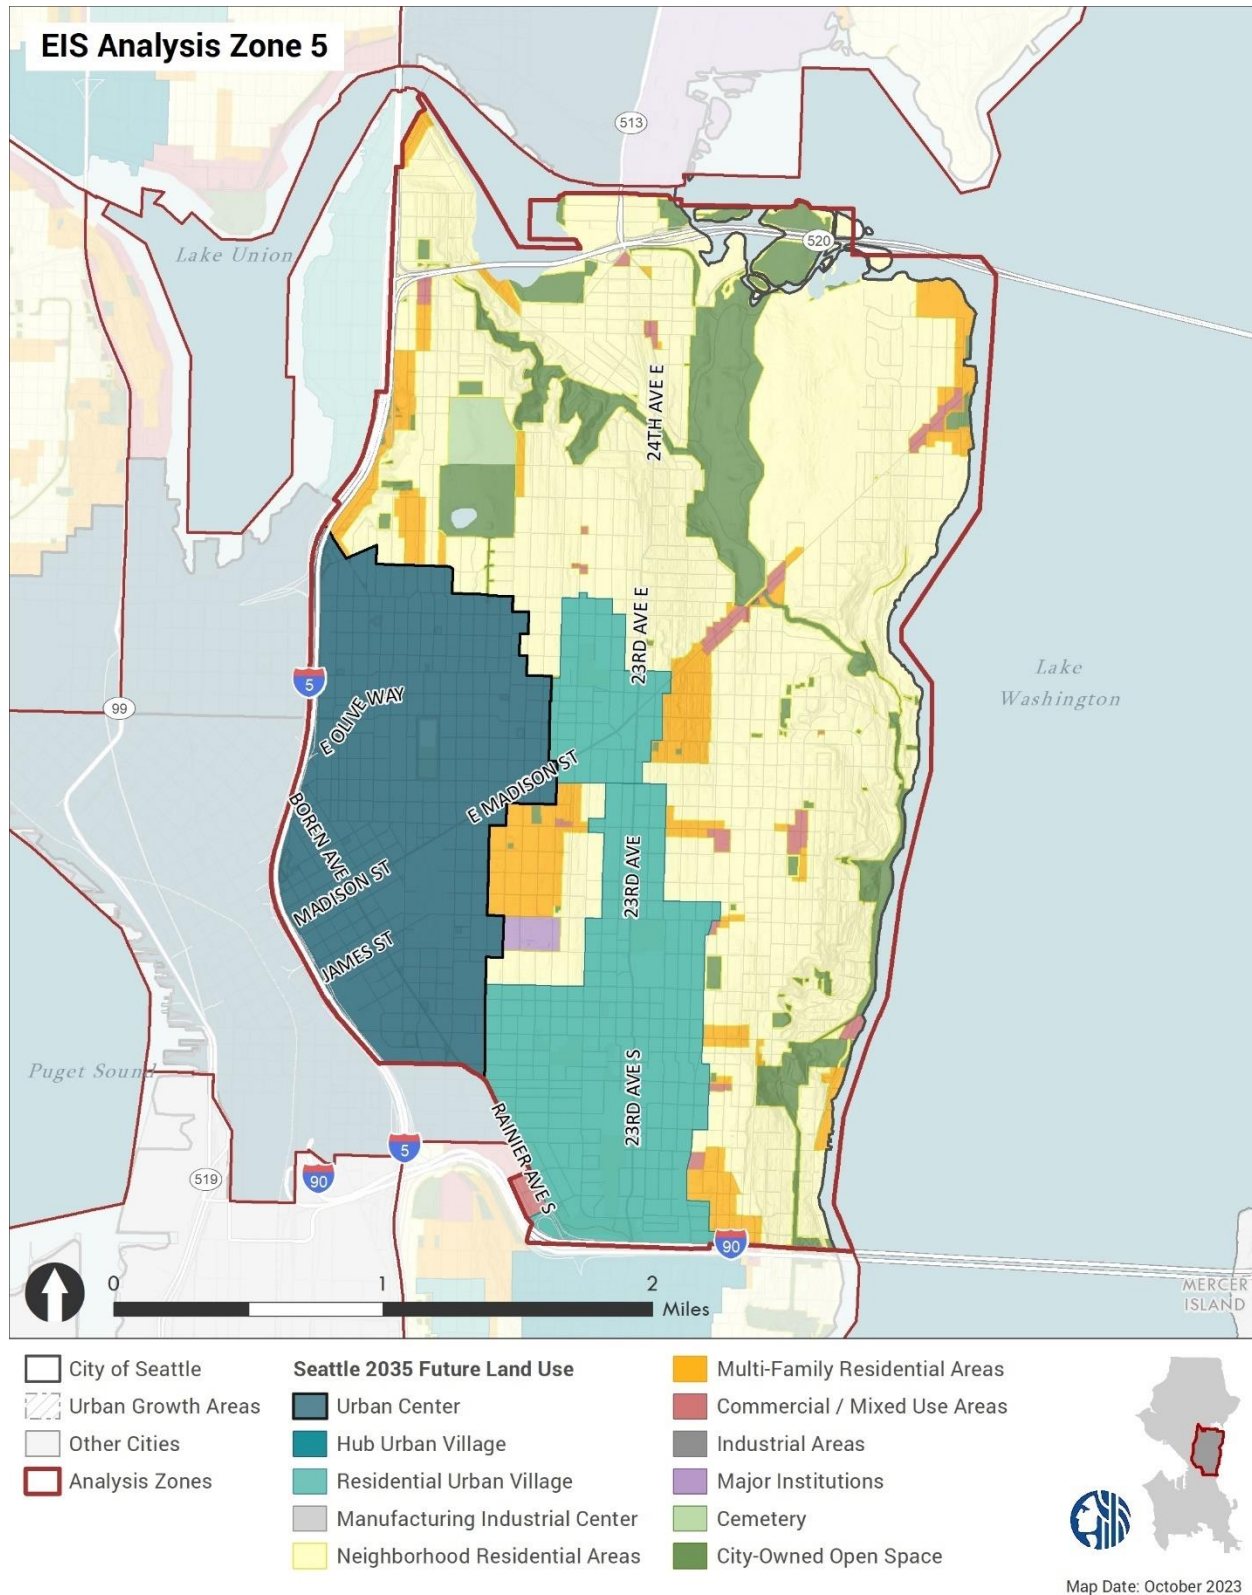 EIS Analysis Zone 5
513
520
Lake Union
24TH AVE E
23RD AVE E
Lake
Washington
5
99
E OLIVE WAY
E MADISON ST
BOREN AVE
MADISON ST
23RD AVE
JAMES ST
Puget Sound
23RD AVE S
RAINIER AVE S
5
90
519
90
MERCER
ISLAND
0 1 2
Miles
City of Seattle
Urban Growth Areas
Other Cities
Analysis Zones
Seattle 2035 Future Land Use
Urban Center
Hub Urban Village
Residential Urban Village
Manufacturing Industrial Center
Neighborhood Residential Areas
Multi-Family Residential Areas
Commercial / Mixed Use Areas
Industrial Areas
Major Institutions
Cemetery
City-Owned Open Space
Map Date: October 2023